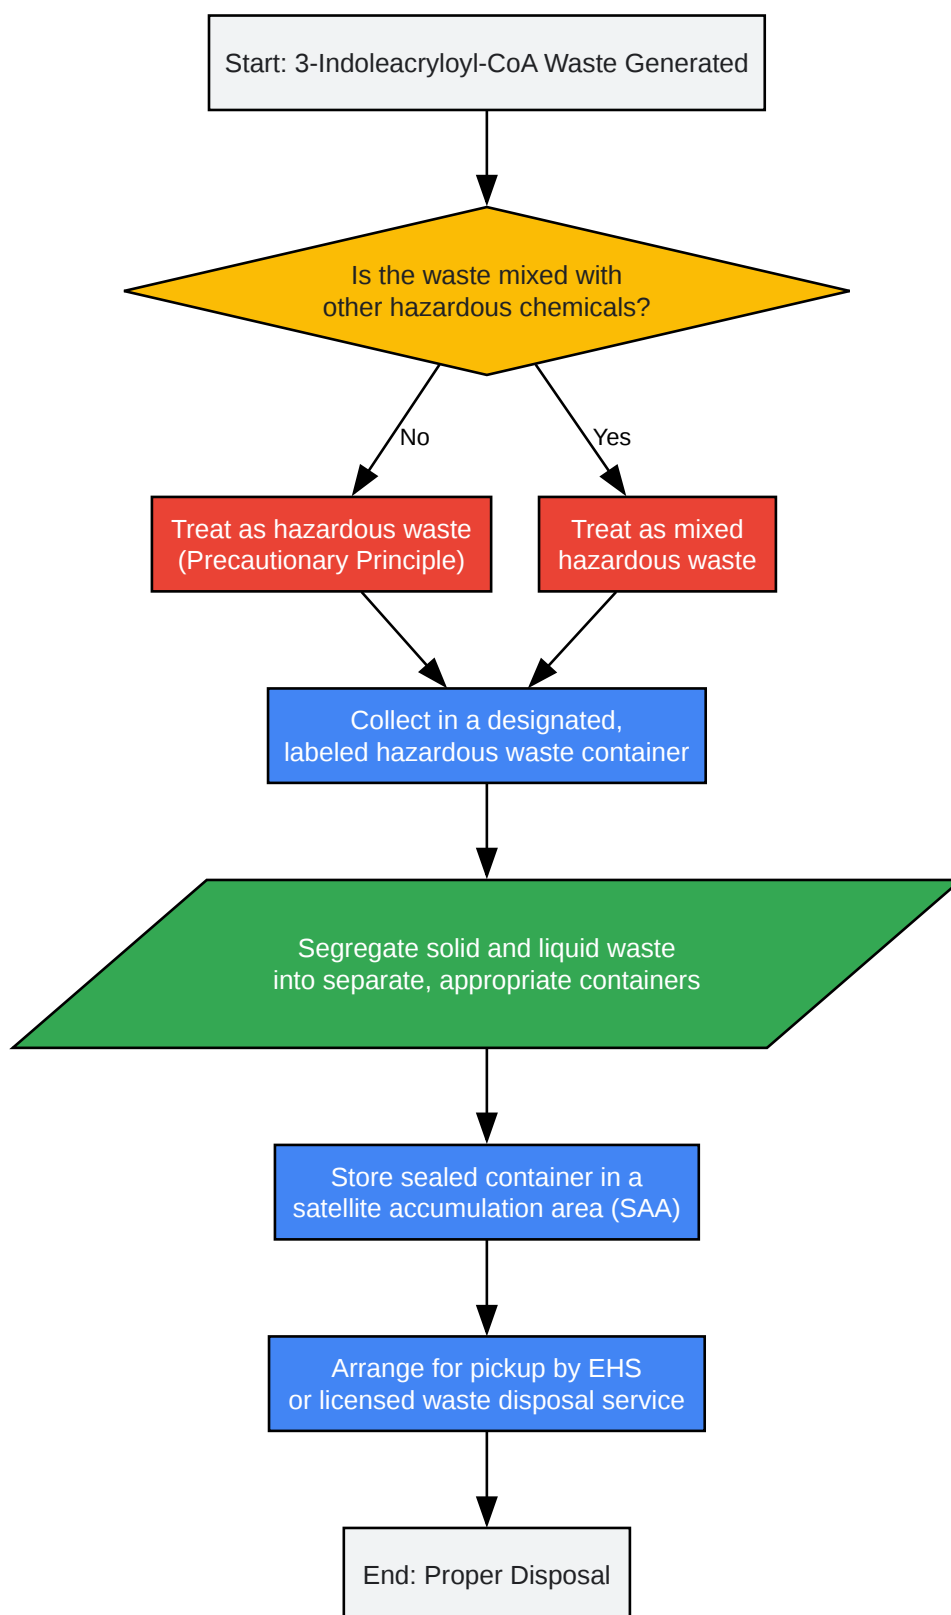 Start: 3-Indoleacryloyl-CoA Waste Generated
Is the waste mixed with
other hazardous chemicals?
No
Yes
Treat as hazardous waste
(Precautionary Principle)
Treat as mixed
hazardous waste
Collect in a designated,
labeled hazardous waste container
Segregate solid and liquid waste
into separate, appropriate containers
Store sealed container in a
satellite accumulation area (SAA)
Arrange for pickup by EHS
or licensed waste disposal service
End: Proper Disposal